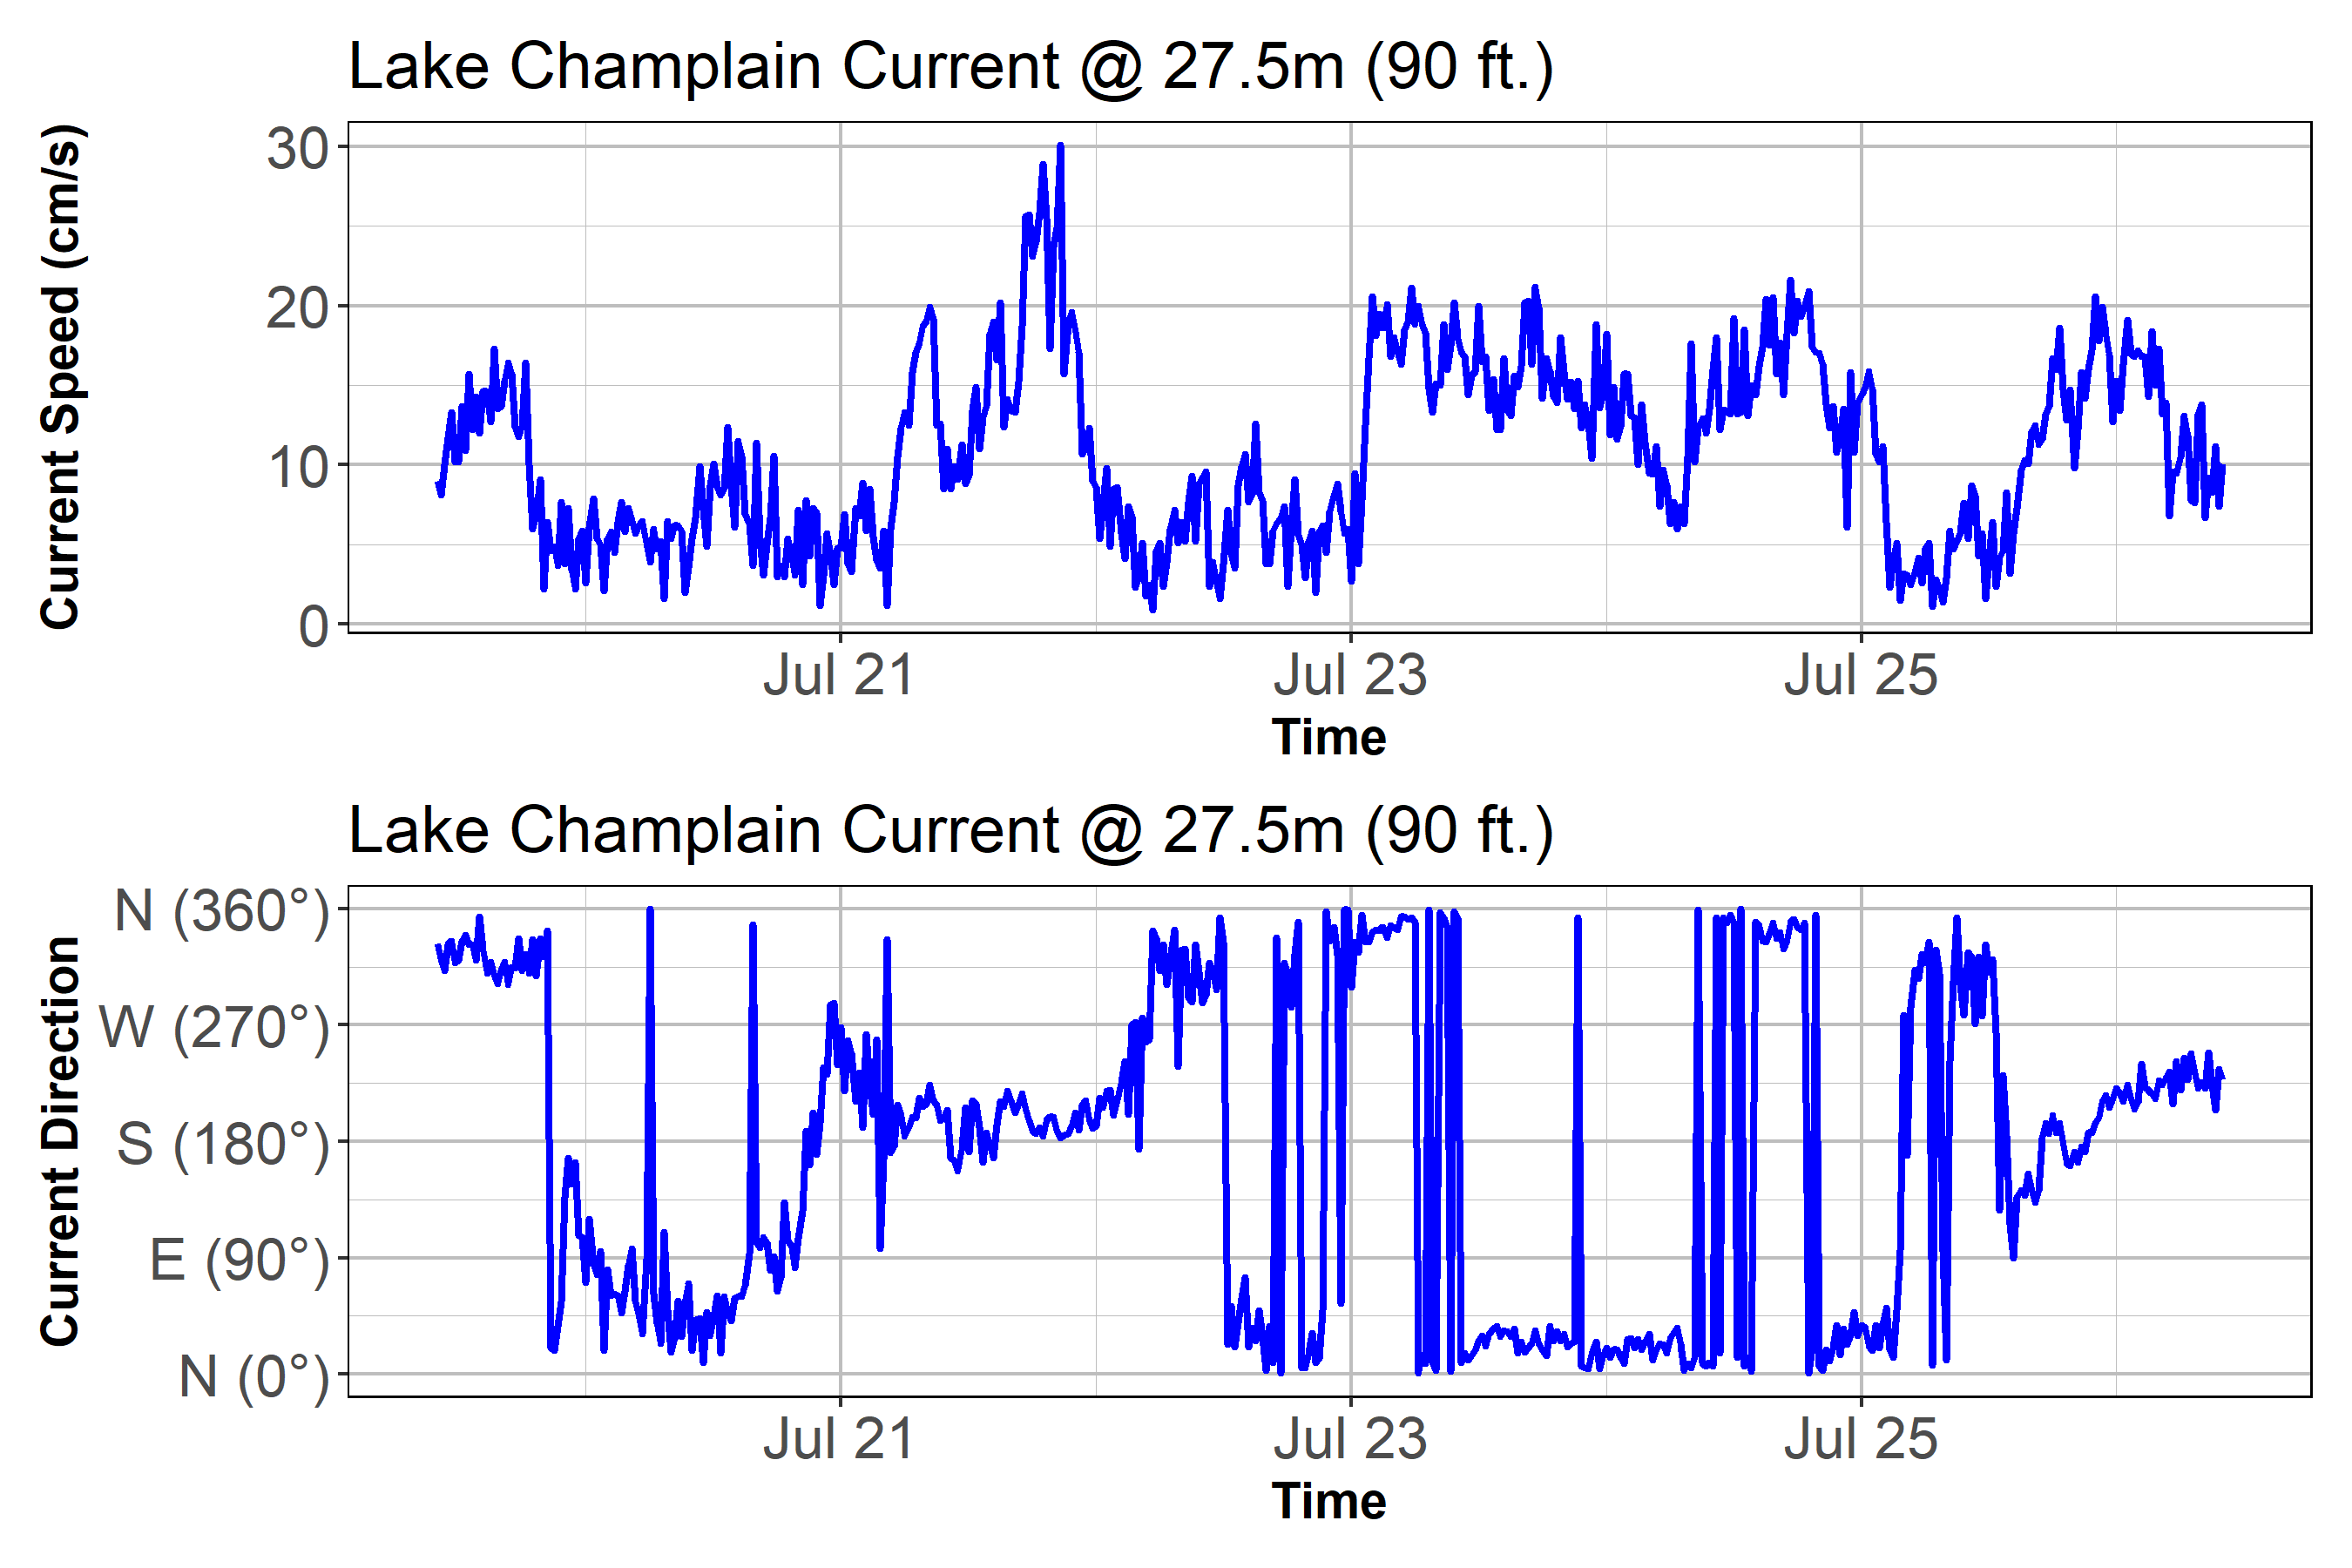 Lake Champlain Current @ 27.5m (90 ft.)
Current Speed (cm/s)
30
20
10
0
Jul 21
Jul 23
Jul 25
Time
Lake Champlain Current @ 27.5m (90 ft.)
Current Direction
N (360°)
W (270°)
S (180°)
E (90°)
N (0°)
Jul 21
Jul 23
Jul 25
Time